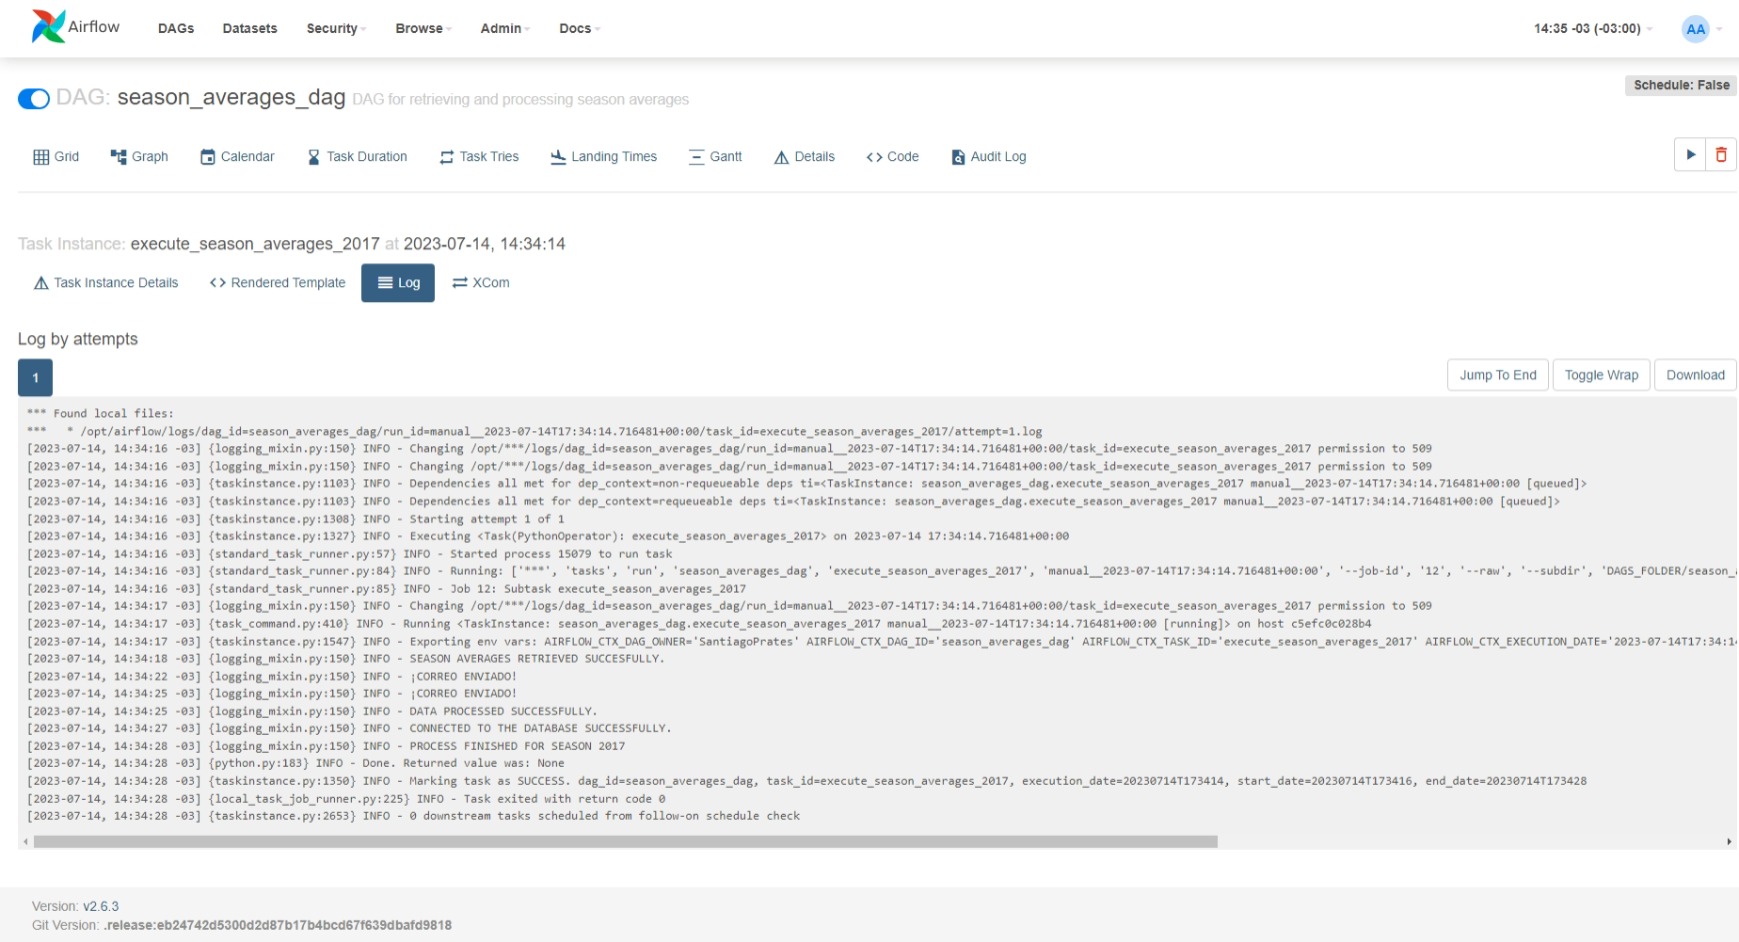 Airflow DAGs Datasets Security Browse Admin Docs 14:35 -03 (-03:00) AA
Schedule: False
DAG: season_averages_dag DAG for retrieving and processing season averages
Grid Graph Calendar Task Duration Task Tries Landing Times Gantt Details Code Audit Log
Task Instance: execute_season_averages_2017 at 2023-07-14, 14:34:14
Task Instance Details Rendered Template Log XCom
Log by attempts
1 Jump To End Toggle Wrap Download
*** Found local files:
***   * /opt/airflow/logs/dag_id=season_averages_dag/run_id=manual__2023-07-14T17:34:14.716481+00:00/task_id=execute_season_averages_2017/attempt=1.log
[2023-07-14, 14:34:16 -03] {logging_mixin.py:150} INFO - Changing /opt/***/logs/dag_id=season_averages_dag/run_id=manual__2023-07-14T17:34:14.716481+00:00/task_id=execute_season_averages_2017 permission to 509
[2023-07-14, 14:34:16 -03] {logging_mixin.py:150} INFO - Changing /opt/***/logs/dag_id=season_averages_dag/run_id=manual__2023-07-14T17:34:14.716481+00:00/task_id=execute_season_averages_2017 permission to 509
[2023-07-14, 14:34:16 -03] {taskinstance.py:1103} INFO - Dependencies all met for dep_context=non-requeueable deps ti=<TaskInstance: season_averages_dag.execute_season_averages_2017 manual__2023-07-14T17:34:14.716481+00:00 [queued]>
[2023-07-14, 14:34:16 -03] {taskinstance.py:1103} INFO - Dependencies all met for dep_context=requeueable deps ti=<TaskInstance: season_averages_dag.execute_season_averages_2017 manual__2023-07-14T17:34:14.716481+00:00 [queued]>
[2023-07-14, 14:34:16 -03] {taskinstance.py:1308} INFO - Starting attempt 1 of 1
[2023-07-14, 14:34:16 -03] {taskinstance.py:1327} INFO - Executing <Task(PythonOperator): execute_season_averages_2017> on 2023-07-14 17:34:14.716481+00:00
[2023-07-14, 14:34:16 -03] {standard_task_runner.py:57} INFO - Started process 15079 to run task
[2023-07-14, 14:34:16 -03] {standard_task_runner.py:84} INFO - Running: ['***', 'tasks', 'run', 'season_averages_dag', 'execute_season_averages_2017', 'manual__2023-07-14T17:34:14.716481+00:00', '--job-id', '12', '--raw', '--subdir', 'DAGS_FOLDER/season_a
[2023-07-14, 14:34:16 -03] {standard_task_runner.py:85} INFO - Job 12: Subtask execute_season_averages_2017
[2023-07-14, 14:34:17 -03] {logging_mixin.py:150} INFO - Changing /opt/***/logs/dag_id=season_averages_dag/run_id=manual__2023-07-14T17:34:14.716481+00:00/task_id=execute_season_averages_2017 permission to 509
[2023-07-14, 14:34:17 -03] {task_command.py:410} INFO - Running <TaskInstance: season_averages_dag.execute_season_averages_2017 manual__2023-07-14T17:34:14.716481+00:00 [running]> on host c5efc0c028b4
[2023-07-14, 14:34:17 -03] {taskinstance.py:1547} INFO - Exporting env vars: AIRFLOW_CTX_DAG_OWNER='SantiagoPrates' AIRFLOW_CTX_DAG_ID='season_averages_dag' AIRFLOW_CTX_TASK_ID='execute_season_averages_2017' AIRFLOW_CTX_EXECUTION_DATE='2023-07-14T17:34:14
[2023-07-14, 14:34:18 -03] {logging_mixin.py:150} INFO - SEASON AVERAGES RETRIEVED SUCCESFULLY.
[2023-07-14, 14:34:22 -03] {logging_mixin.py:150} INFO - ¡CORREO ENVIADO!
[2023-07-14, 14:34:25 -03] {logging_mixin.py:150} INFO - ¡CORREO ENVIADO!
[2023-07-14, 14:34:25 -03] {logging_mixin.py:150} INFO - DATA PROCESSED SUCCESSFULLY.
[2023-07-14, 14:34:27 -03] {logging_mixin.py:150} INFO - CONNECTED TO THE DATABASE SUCCESSFULLY.
[2023-07-14, 14:34:28 -03] {logging_mixin.py:150} INFO - PROCESS FINISHED FOR SEASON 2017
[2023-07-14, 14:34:28 -03] {python.py:183} INFO - Done. Returned value was: None
[2023-07-14, 14:34:28 -03] {taskinstance.py:1350} INFO - Marking task as SUCCESS. dag_id=season_averages_dag, task_id=execute_season_averages_2017, execution_date=20230714T173414, start_date=20230714T173416, end_date=20230714T173428
[2023-07-14, 14:34:28 -03] {local_task_job_runner.py:225} INFO - Task exited with return code 0
[2023-07-14, 14:34:28 -03] {taskinstance.py:2653} INFO - 0 downstream tasks scheduled from follow-on schedule check
Version: v2.6.3
Git Version: .release:eb24742d5300d2d87b17b4bcd67f639dbafd9818